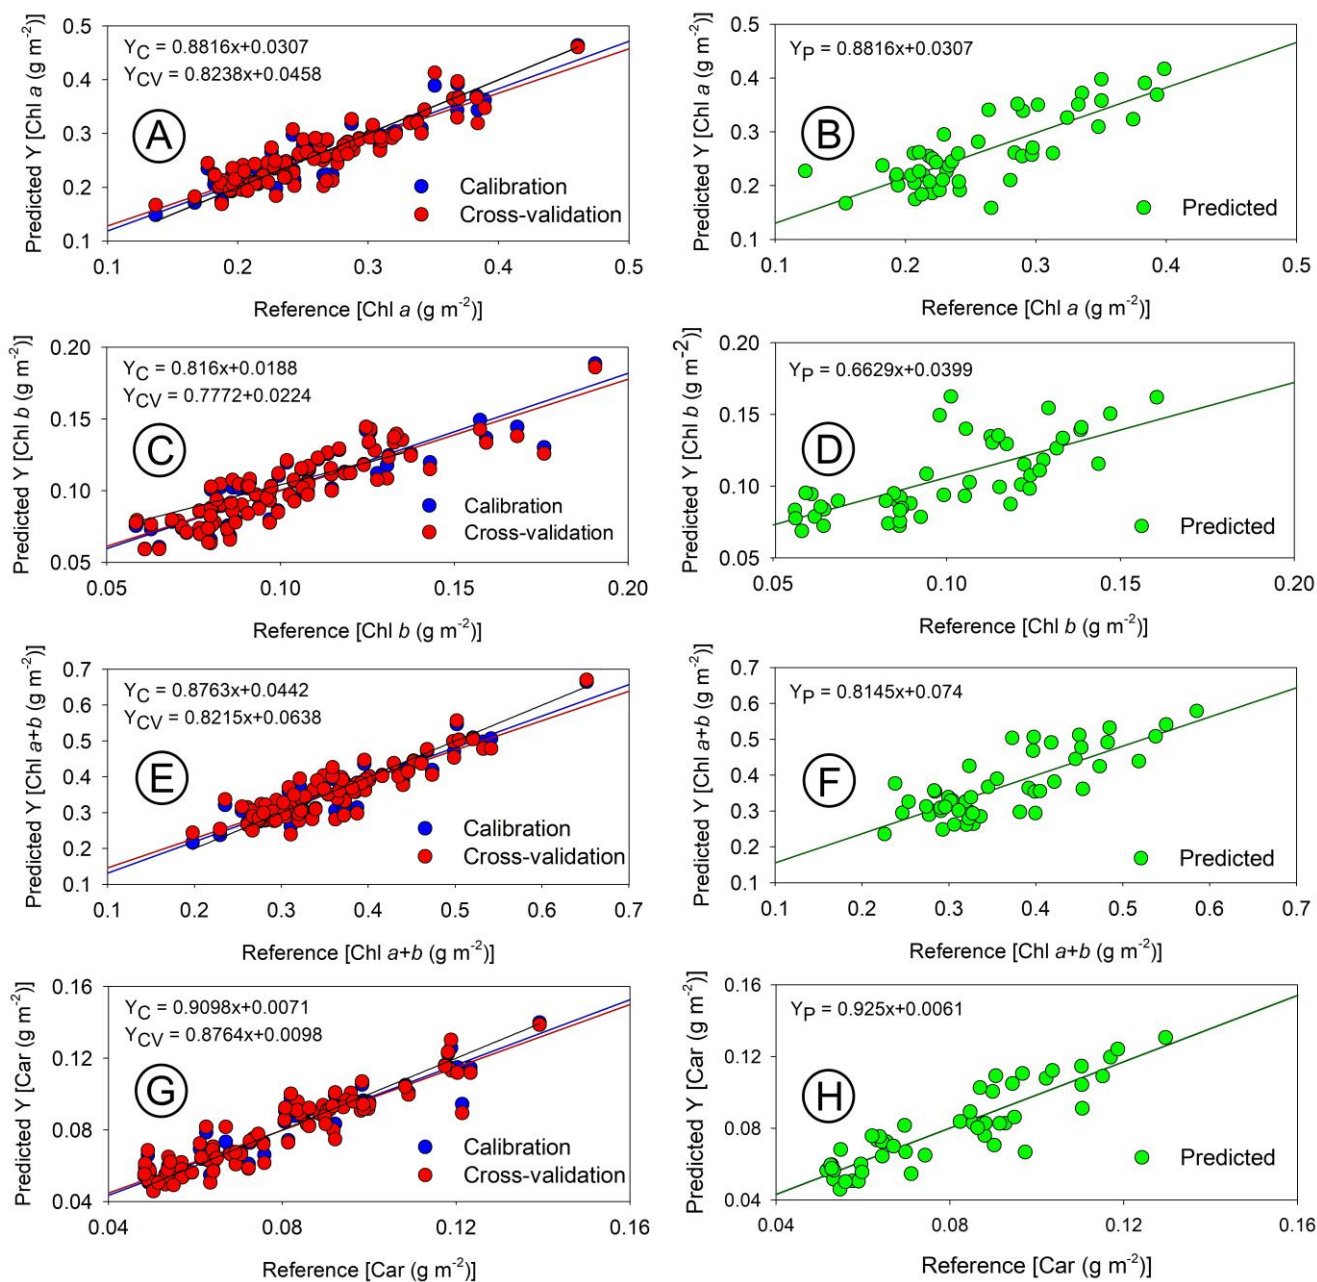 Y_C = 0.8816x+0.0307
Y_CV = 0.8238x+0.0458
A
Calibration
Cross-validation
0.5
0.4
0.3
0.2
0.1
0.1 0.2 0.3 0.4 0.5
Predicted Y [Chl a (g m⁻²)]
Reference [Chl a (g m⁻²)]
Y_P = 0.8816x+0.0307
B
Predicted
0.5
0.4
0.3
0.2
0.1
0.1 0.2 0.3 0.4 0.5
Predicted Y [Chl a (g m⁻²)]
Reference [Chl a (g m⁻²)]
Y_C = 0.816x+0.0188
Y_CV = 0.7772+0.0224
C
Calibration
Cross-validation
0.20
0.15
0.10
0.05
0.05 0.10 0.15 0.20
Predicted Y [Chl b (g m⁻²)]
Reference [Chl b (g m⁻²)]
Y_P = 0.6629x+0.0399
D
Predicted
0.20
0.15
0.10
0.05
0.05 0.10 0.15 0.20
Predicted Y [Chl b (g m⁻²)]
Reference [Chl b (g m⁻²)]
Y_C = 0.8763x+0.0442
Y_CV = 0.8215x+0.0638
E
Calibration
Cross-validation
0.7
0.6
0.5
0.4
0.3
0.2
0.1
0.1 0.2 0.3 0.4 0.5 0.6 0.7
Predicted Y [Chl a+b (g m⁻²)]
Reference [Chl a+b (g m⁻²)]
Y_P = 0.8145x+0.074
F
Predicted
0.7
0.6
0.5
0.4
0.3
0.2
0.1
0.1 0.2 0.3 0.4 0.5 0.6 0.7
Predicted Y [Chl a+b (g m⁻²)]
Reference [Chl a+b (g m⁻²)]
Y_C = 0.9098x+0.0071
Y_CV = 0.8764x+0.0098
G
Calibration
Cross-validation
0.16
0.12
0.08
0.04
0.04 0.08 0.12 0.16
Predicted Y [Car (g m⁻²)]
Reference [Car (g m⁻²)]
Y_P = 0.925x+0.0061
H
Predicted
0.16
0.12
0.08
0.04
0.04 0.08 0.12 0.16
Predicted Y [Car (g m⁻²)]
Reference [Car (g m⁻²)]